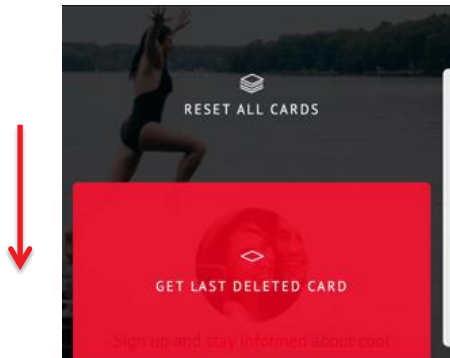 RESET ALL CARDS
GET LAST DELETED CARD
Sign up and stay informed about cool